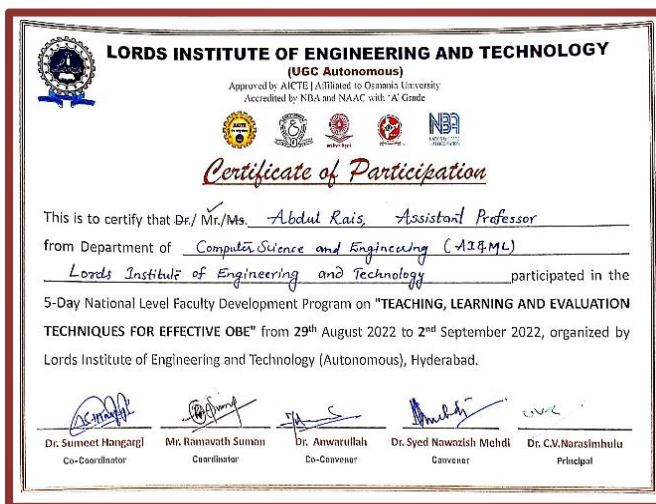 LORDS INSTITUTE OF ENGINEERING AND TECHNOLOGY
(UGC Autonomous)
Approved by AICTE | Affiliated to Osmania University
Accredited by NBA and NAAC with 'A' Grade
AICTE
NBA
Certificate of Participation
This is to certify that Dr./ Mr./Ms. Abdul Rais, Assistant Professor
from Department of Computer Science and Engineering (AI&ML)
Lords Institute of Engineering and Technology participated in the
5-Day National Level Faculty Development Program on "TEACHING, LEARNING AND EVALUATION
TECHNIQUES FOR EFFECTIVE OBE" from 29th August 2022 to 2nd September 2022, organized by
Lords Institute of Engineering and Technology (Autonomous), Hyderabad.
Dr. Sumeet Hangargi Mr. Ramavath Suman Dr. Anwarullah Dr. Syed Nawazish Mehdi Dr. C.V.Narasimhulu
Co-Coordinator Coordinator Co-Convenor Convenor Principal